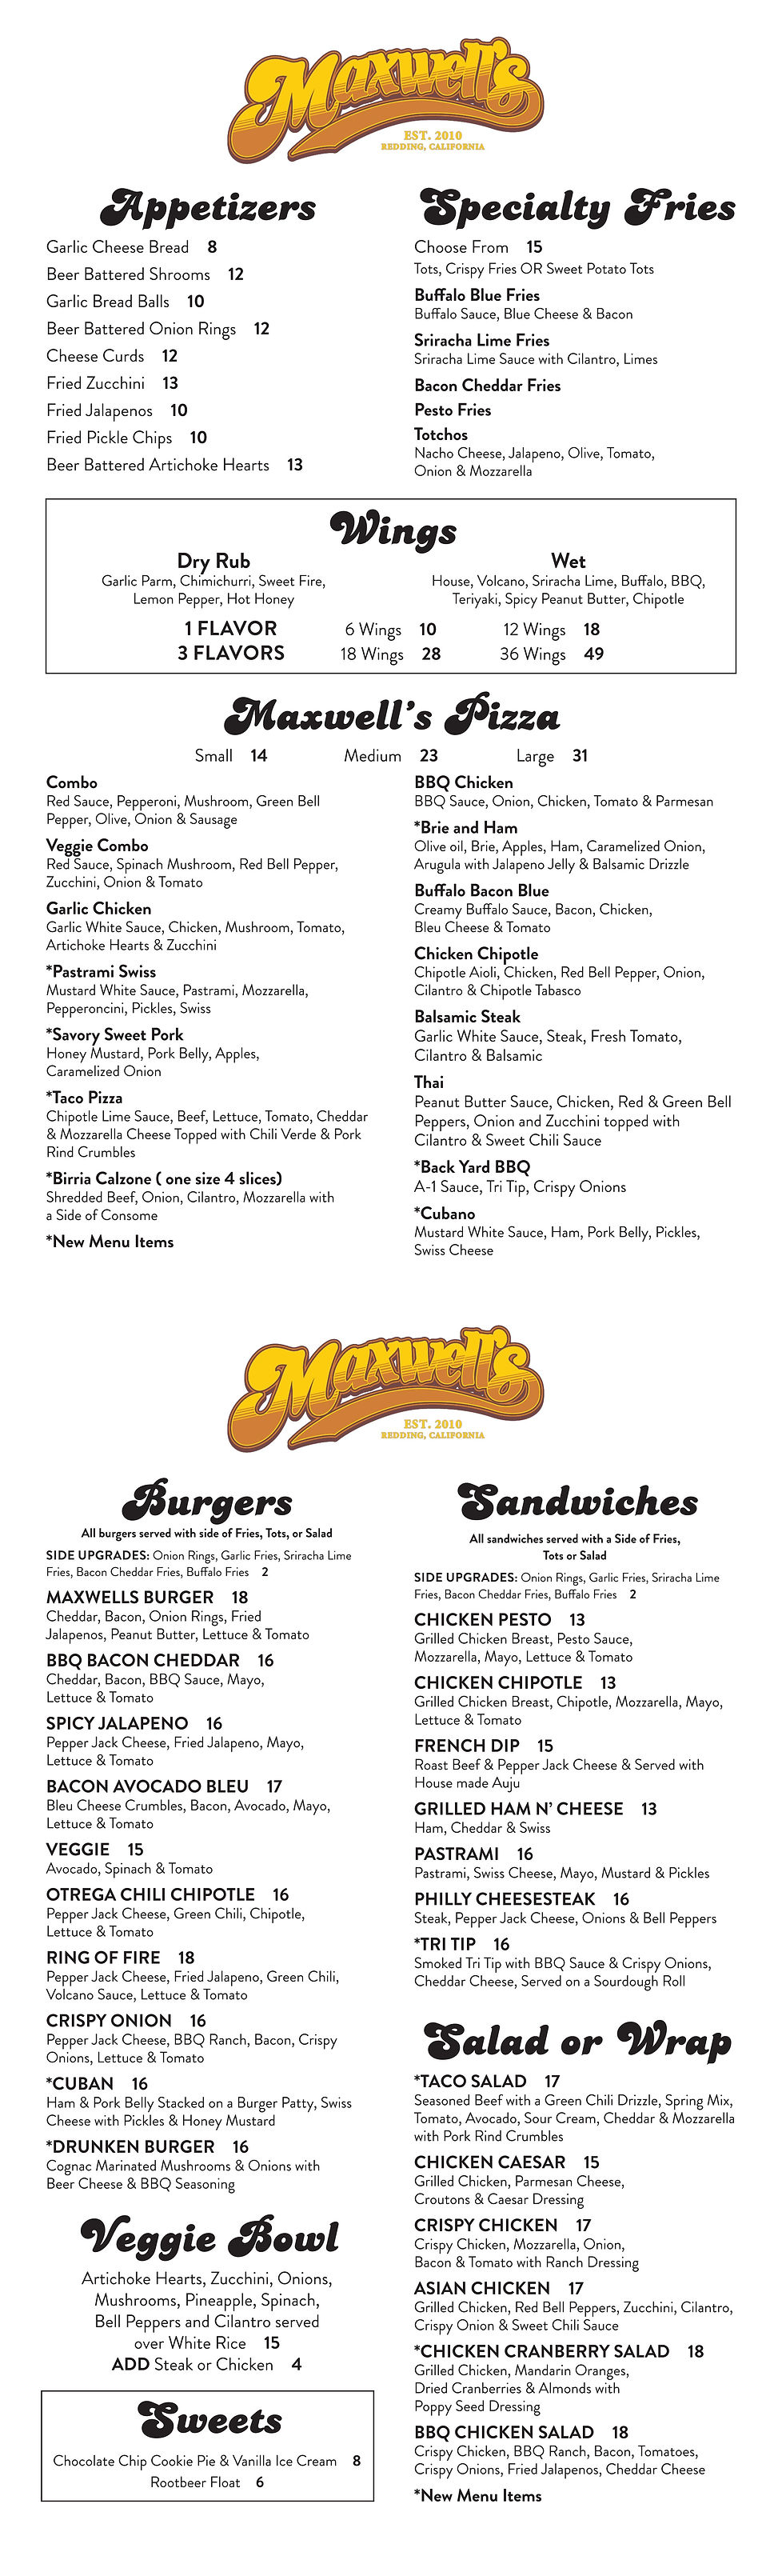 Maxwell's
EST. 2010
REDDING, CALIFORNIA
Appetizers
Garlic Cheese Bread 8
Beer Battered Shrooms 12
Garlic Bread Balls 10
Beer Battered Onion Rings 12
Cheese Curds 12
Fried Zucchini 13
Fried Jalapenos 10
Fried Pickle Chips 10
Beer Battered Artichoke Hearts 13
Specialty Fries
Choose From 15
Tots, Crispy Fries OR Sweet Potato Tots
Buffalo Blue Fries
Buffalo Sauce, Blue Cheese & Bacon
Sriracha Lime Fries
Sriracha Lime Sauce with Cilantro, Limes
Bacon Cheddar Fries
Pesto Fries
Totchos
Nacho Cheese, Jalapeno, Olive, Tomato,
Onion & Mozzarella
Wings
Dry Rub
Garlic Parm, Chimichurri, Sweet Fire,
Lemon Pepper, Hot Honey
Wet
House, Volcano, Sriracha Lime, Buffalo, BBQ,
Teriyaki, Spicy Peanut Butter, Chipotle
1 FLAVOR 6 Wings 10 12 Wings 18
3 FLAVORS 18 Wings 28 36 Wings 49
Maxwell's Pizza
Small 14 Medium 23 Large 31
Combo
Red Sauce, Pepperoni, Mushroom, Green Bell
Pepper, Olive, Onion & Sausage
Veggie Combo
Red Sauce, Spinach Mushroom, Red Bell Pepper,
Zucchini, Onion & Tomato
Garlic Chicken
Garlic White Sauce, Chicken, Mushroom, Tomato,
Artichoke Hearts & Zucchini
*Pastrami Swiss
Mustard White Sauce, Pastrami, Mozzarella,
Pepperoncini, Pickles, Swiss
*Savory Sweet Pork
Honey Mustard, Pork Belly, Apples,
Caramelized Onion
*Taco Pizza
Chipotle Lime Sauce, Beef, Lettuce, Tomato, Cheddar
& Mozzarella Cheese Topped with Chili Verde & Pork
Rind Crumbles
*Birria Calzone ( one size 4 slices)
Shredded Beef, Onion, Cilantro, Mozzarella with
a Side of Consome
*New Menu Items
BBQ Chicken
BBQ Sauce, Onion, Chicken, Tomato & Parmesan
*Brie and Ham
Olive oil, Brie, Apples, Ham, Caramelized Onion,
Arugula with Jalapeno Jelly & Balsamic Drizzle
Buffalo Bacon Blue
Creamy Buffalo Sauce, Bacon, Chicken,
Bleu Cheese & Tomato
Chicken Chipotle
Chipotle Aioli, Chicken, Red Bell Pepper, Onion,
Cilantro & Chipotle Tabasco
Balsamic Steak
Garlic White Sauce, Steak, Fresh Tomato,
Cilantro & Balsamic
Thai
Peanut Butter Sauce, Chicken, Red & Green Bell
Peppers, Onion and Zucchini topped with
Cilantro & Sweet Chili Sauce
*Back Yard BBQ
A-1 Sauce, Tri Tip, Crispy Onions
*Cubano
Mustard White Sauce, Ham, Pork Belly, Pickles,
Swiss Cheese
Maxwell's
EST. 2010
REDDING, CALIFORNIA
Burgers
All burgers served with side of Fries, Tots, or Salad
SIDE UPGRADES: Onion Rings, Garlic Fries, Sriracha Lime
Fries, Bacon Cheddar Fries, Buffalo Fries 2
MAXWELLS BURGER 18
Cheddar, Bacon, Onion Rings, Fried
Jalapenos, Peanut Butter, Lettuce & Tomato
BBQ BACON CHEDDAR 16
Cheddar, Bacon, BBQ Sauce, Mayo,
Lettuce & Tomato
SPICY JALAPENO 16
Pepper Jack Cheese, Fried Jalapeno, Mayo,
Lettuce & Tomato
BACON AVOCADO BLEU 17
Bleu Cheese Crumbles, Bacon, Avocado, Mayo,
Lettuce & Tomato
VEGGIE 15
Avocado, Spinach & Tomato
OTREGA CHILI CHIPOTLE 16
Pepper Jack Cheese, Green Chili, Chipotle,
Lettuce & Tomato
RING OF FIRE 18
Pepper Jack Cheese, Fried Jalapeno, Green Chili,
Volcano Sauce, Lettuce & Tomato
CRISPY ONION 16
Pepper Jack Cheese, BBQ Ranch, Bacon, Crispy
Onions, Lettuce & Tomato
*CUBAN 16
Ham & Pork Belly Stacked on a Burger Patty, Swiss
Cheese with Pickles & Honey Mustard
*DRUNKEN BURGER 16
Cognac Marinated Mushrooms & Onions with
Beer Cheese & BBQ Seasoning
Veggie Bowl
Artichoke Hearts, Zucchini, Onions,
Mushrooms, Pineapple, Spinach,
Bell Peppers and Cilantro served
over White Rice 15
ADD Steak or Chicken 4
Sweets
Chocolate Chip Cookie Pie & Vanilla Ice Cream 8
Rootbeer Float 6
Sandwiches
All sandwiches served with a Side of Fries,
Tots or Salad
SIDE UPGRADES: Onion Rings, Garlic Fries, Sriracha Lime
Fries, Bacon Cheddar Fries, Buffalo Fries 2
CHICKEN PESTO 13
Grilled Chicken Breast, Pesto Sauce,
Mozzarella, Mayo, Lettuce & Tomato
CHICKEN CHIPOTLE 13
Grilled Chicken Breast, Chipotle, Mozzarella, Mayo,
Lettuce & Tomato
FRENCH DIP 15
Roast Beef & Pepper Jack Cheese & Served with
House made Auju
GRILLED HAM N' CHEESE 13
Ham, Cheddar & Swiss
PASTRAMI 16
Pastrami, Swiss Cheese, Mayo, Mustard & Pickles
PHILLY CHEESESTEAK 16
Steak, Pepper Jack Cheese, Onions & Bell Peppers
*TRI TIP 16
Smoked Tri Tip with BBQ Sauce & Crispy Onions,
Cheddar Cheese, Served on a Sourdough Roll
Salad or Wrap
*TACO SALAD 17
Seasoned Beef with a Green Chili Drizzle, Spring Mix,
Tomato, Avocado, Sour Cream, Cheddar & Mozzarella
with Pork Rind Crumbles
CHICKEN CAESAR 15
Grilled Chicken, Parmesan Cheese,
Croutons & Caesar Dressing
CRISPY CHICKEN 17
Crispy Chicken, Mozzarella, Onion,
Bacon & Tomato with Ranch Dressing
ASIAN CHICKEN 17
Grilled Chicken, Red Bell Peppers, Zucchini, Cilantro,
Crispy Onion & Sweet Chili Sauce
*CHICKEN CRANBERRY SALAD 18
Grilled Chicken, Mandarin Oranges,
Dried Cranberries & Almonds with
Poppy Seed Dressing
BBQ CHICKEN SALAD 18
Crispy Chicken, BBQ Ranch, Bacon, Tomatoes,
Crispy Onions, Fried Jalapenos, Cheddar Cheese
*New Menu Items